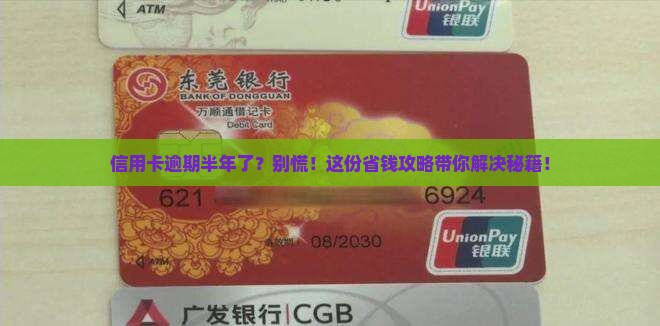 ATM
UnionPay
银联
东莞银行
BANK OF DONGGUAN
万顺通借记卡
Debit Card
信用卡逾期半年了？别慌！这份省钱攻略带你解决秘籍！
621 6924
08/2030
ATM
UnionPay
银联
广发银行|CGB